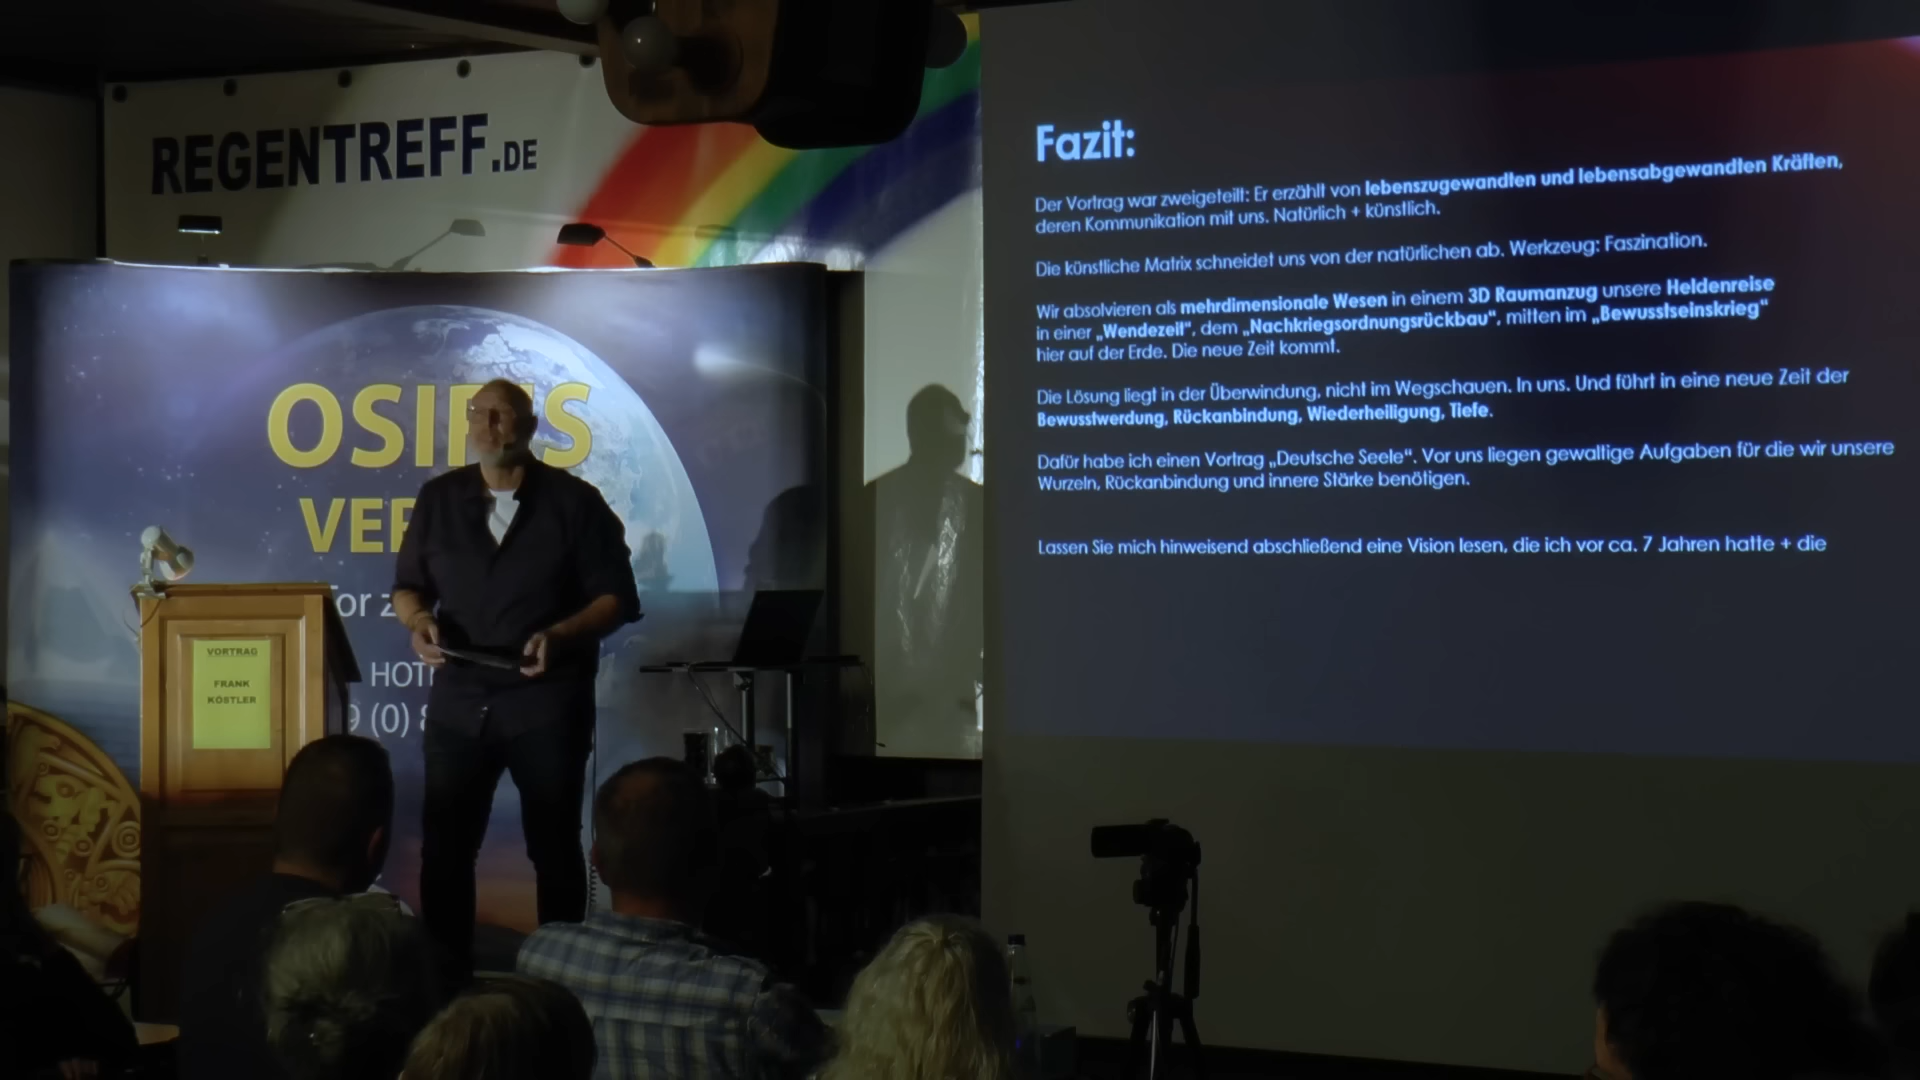 REGENTREFF.DE
OSIRIS
VER
Tor z
HOT
9 (0) 8
VORTRAG
FRANK
KÖSTLER
Fazit:
Der Vortrag war zweigeteilt: Er erzählt von lebenszugewandten und lebensabgewandten Kräften,
deren Kommunikation mit uns. Natürlich + künstlich.
Die künstliche Matrix schneidet uns von der natürlichen ab. Werkzeug: Faszination.
Wir absolvieren als mehrdimensionale Wesen in einem 3D Raumanzug unsere Heldenreise
in einer „Wendezeit“, dem „Nachkriegsordnungsrückbau“, mitten im „Bewusstseinskrieg“
hier auf der Erde. Die neue Zeit kommt.
Die Lösung liegt in der Überwindung, nicht im Wegschauen. In uns. Und führt in eine neue Zeit der
Bewusstwerdung, Rückanbindung, Wiederheiligung, Tiefe.
Dafür habe ich einen Vortrag „Deutsche Seele“. Vor uns liegen gewaltige Aufgaben für die wir unsere
Wurzeln, Rückanbindung und innere Stärke benötigen.
Lassen Sie mich hinweisend abschließend eine Vision lesen, die ich vor ca. 7 Jahren hatte + die